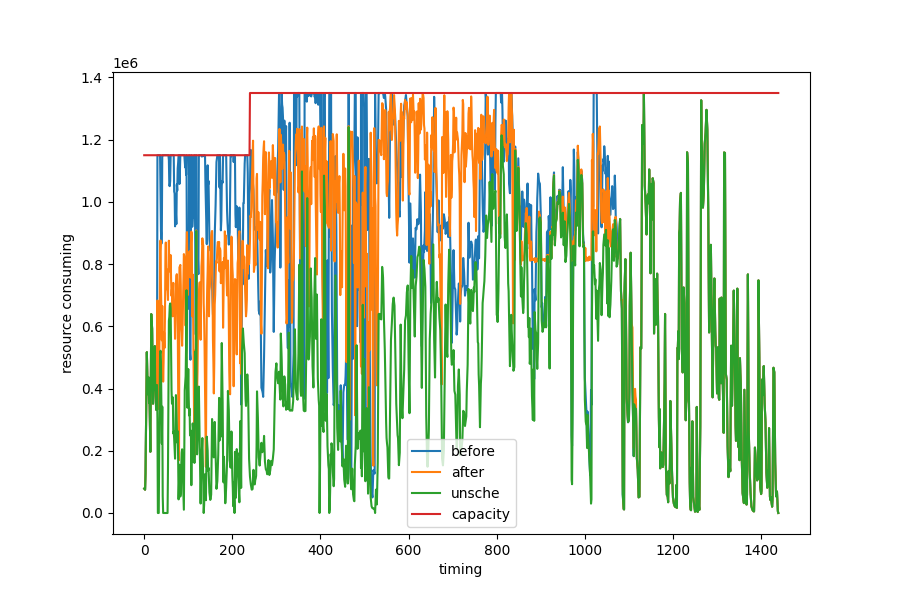 1e6
1.4
1.2
1.0
0.8
0.6
0.4
0.2
0.0
resource consuming
before
after
unsche
capacity
0 200 400 600 800 1000 1200 1400
timing